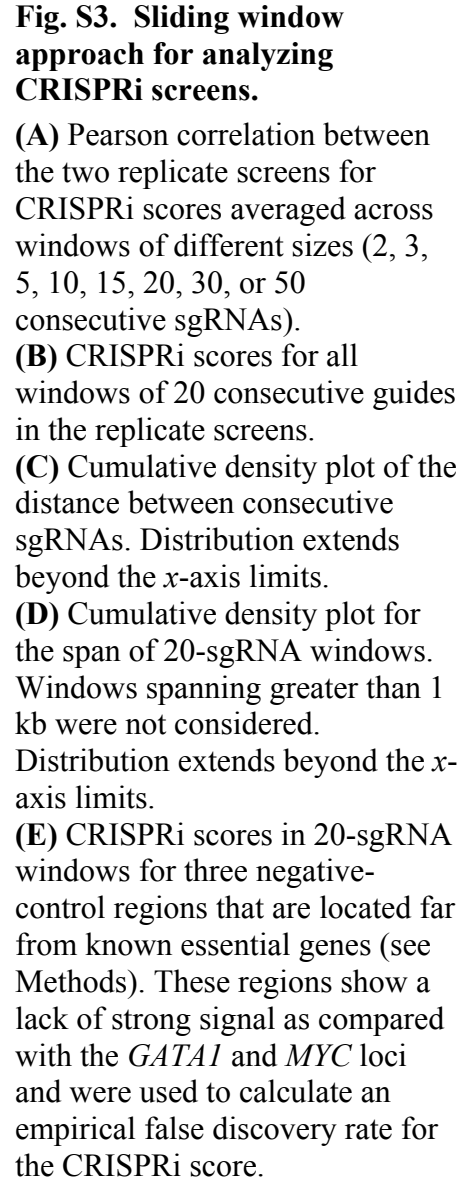 Fig. S3.  Sliding window
approach for analyzing
CRISPRi screens.
(A) Pearson correlation between
the two replicate screens for
CRISPRi scores averaged across
windows of different sizes (2, 3,
5, 10, 15, 20, 30, or 50
consecutive sgRNAs).
(B) CRISPRi scores for all
windows of 20 consecutive guides
in the replicate screens.
(C) Cumulative density plot of the
distance between consecutive
sgRNAs. Distribution extends
beyond the x-axis limits.
(D) Cumulative density plot for
the span of 20-sgRNA windows.
Windows spanning greater than 1
kb were not considered.
Distribution extends beyond the x-
axis limits.
(E) CRISPRi scores in 20-sgRNA
windows for three negative-
control regions that are located far
from known essential genes (see
Methods). These regions show a
lack of strong signal as compared
with the GATA1 and MYC loci
and were used to calculate an
empirical false discovery rate for
the CRISPRi score.